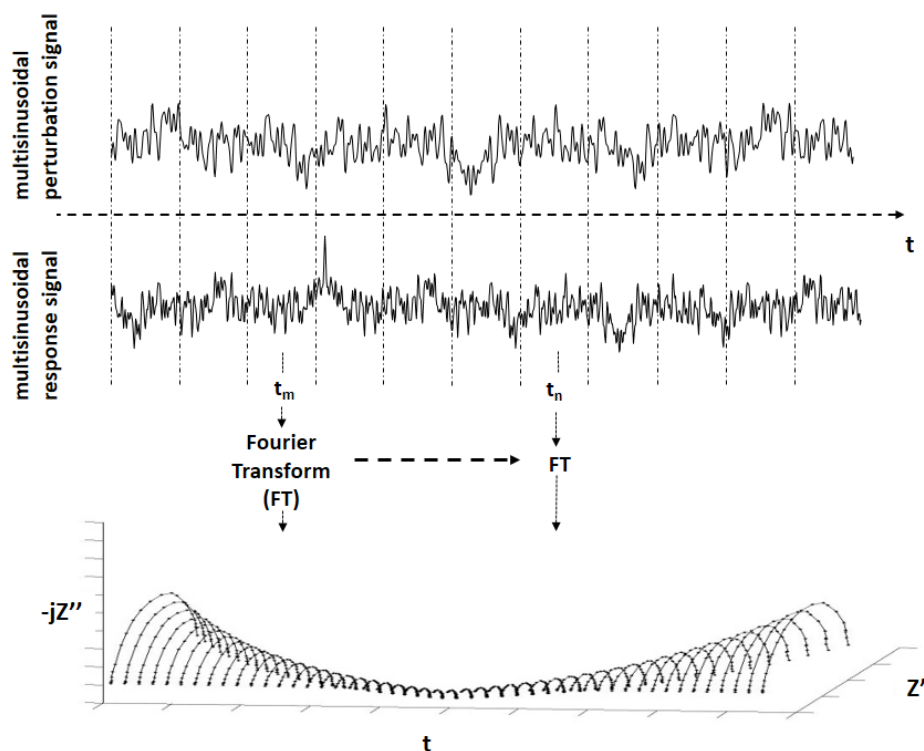 multisinusoidal
perturbation signal
t
multisinusoidal
response signal
tm
tn
Fourier
Transform
(FT)
FT
-jZ''
Z'
t